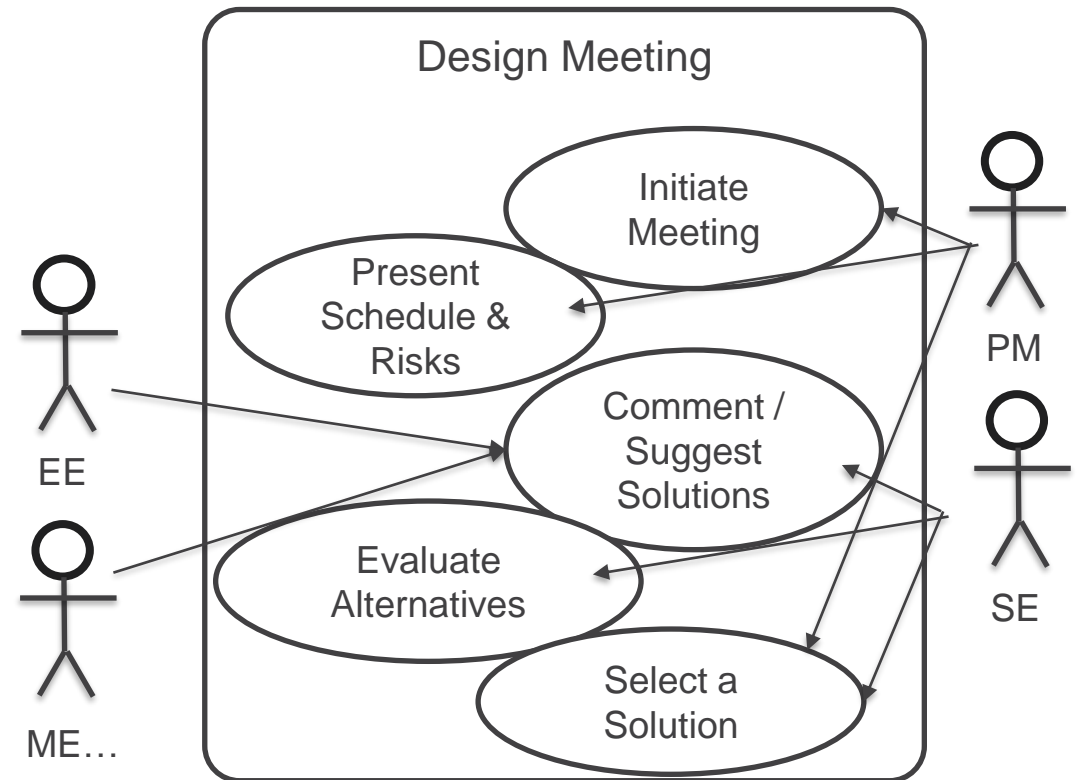 Design Meeting
Initiate
Meeting
Present
Schedule &
Risks
PM
Comment /
Suggest
Solutions
EE
Evaluate
Alternatives
SE
Select a
Solution
ME…